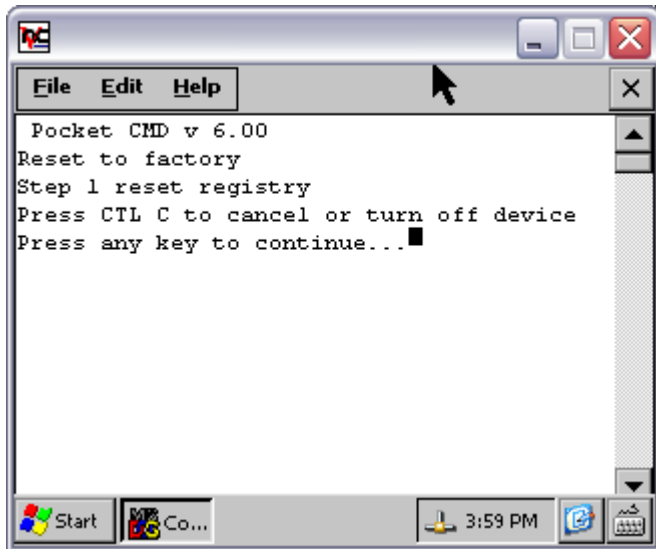 File Edit Help
Pocket CMD v 6.00
Reset to factory
Step 1 reset registry
Press CTL C to cancel or turn off device
Press any key to continue...
Start Co... 3:59 PM